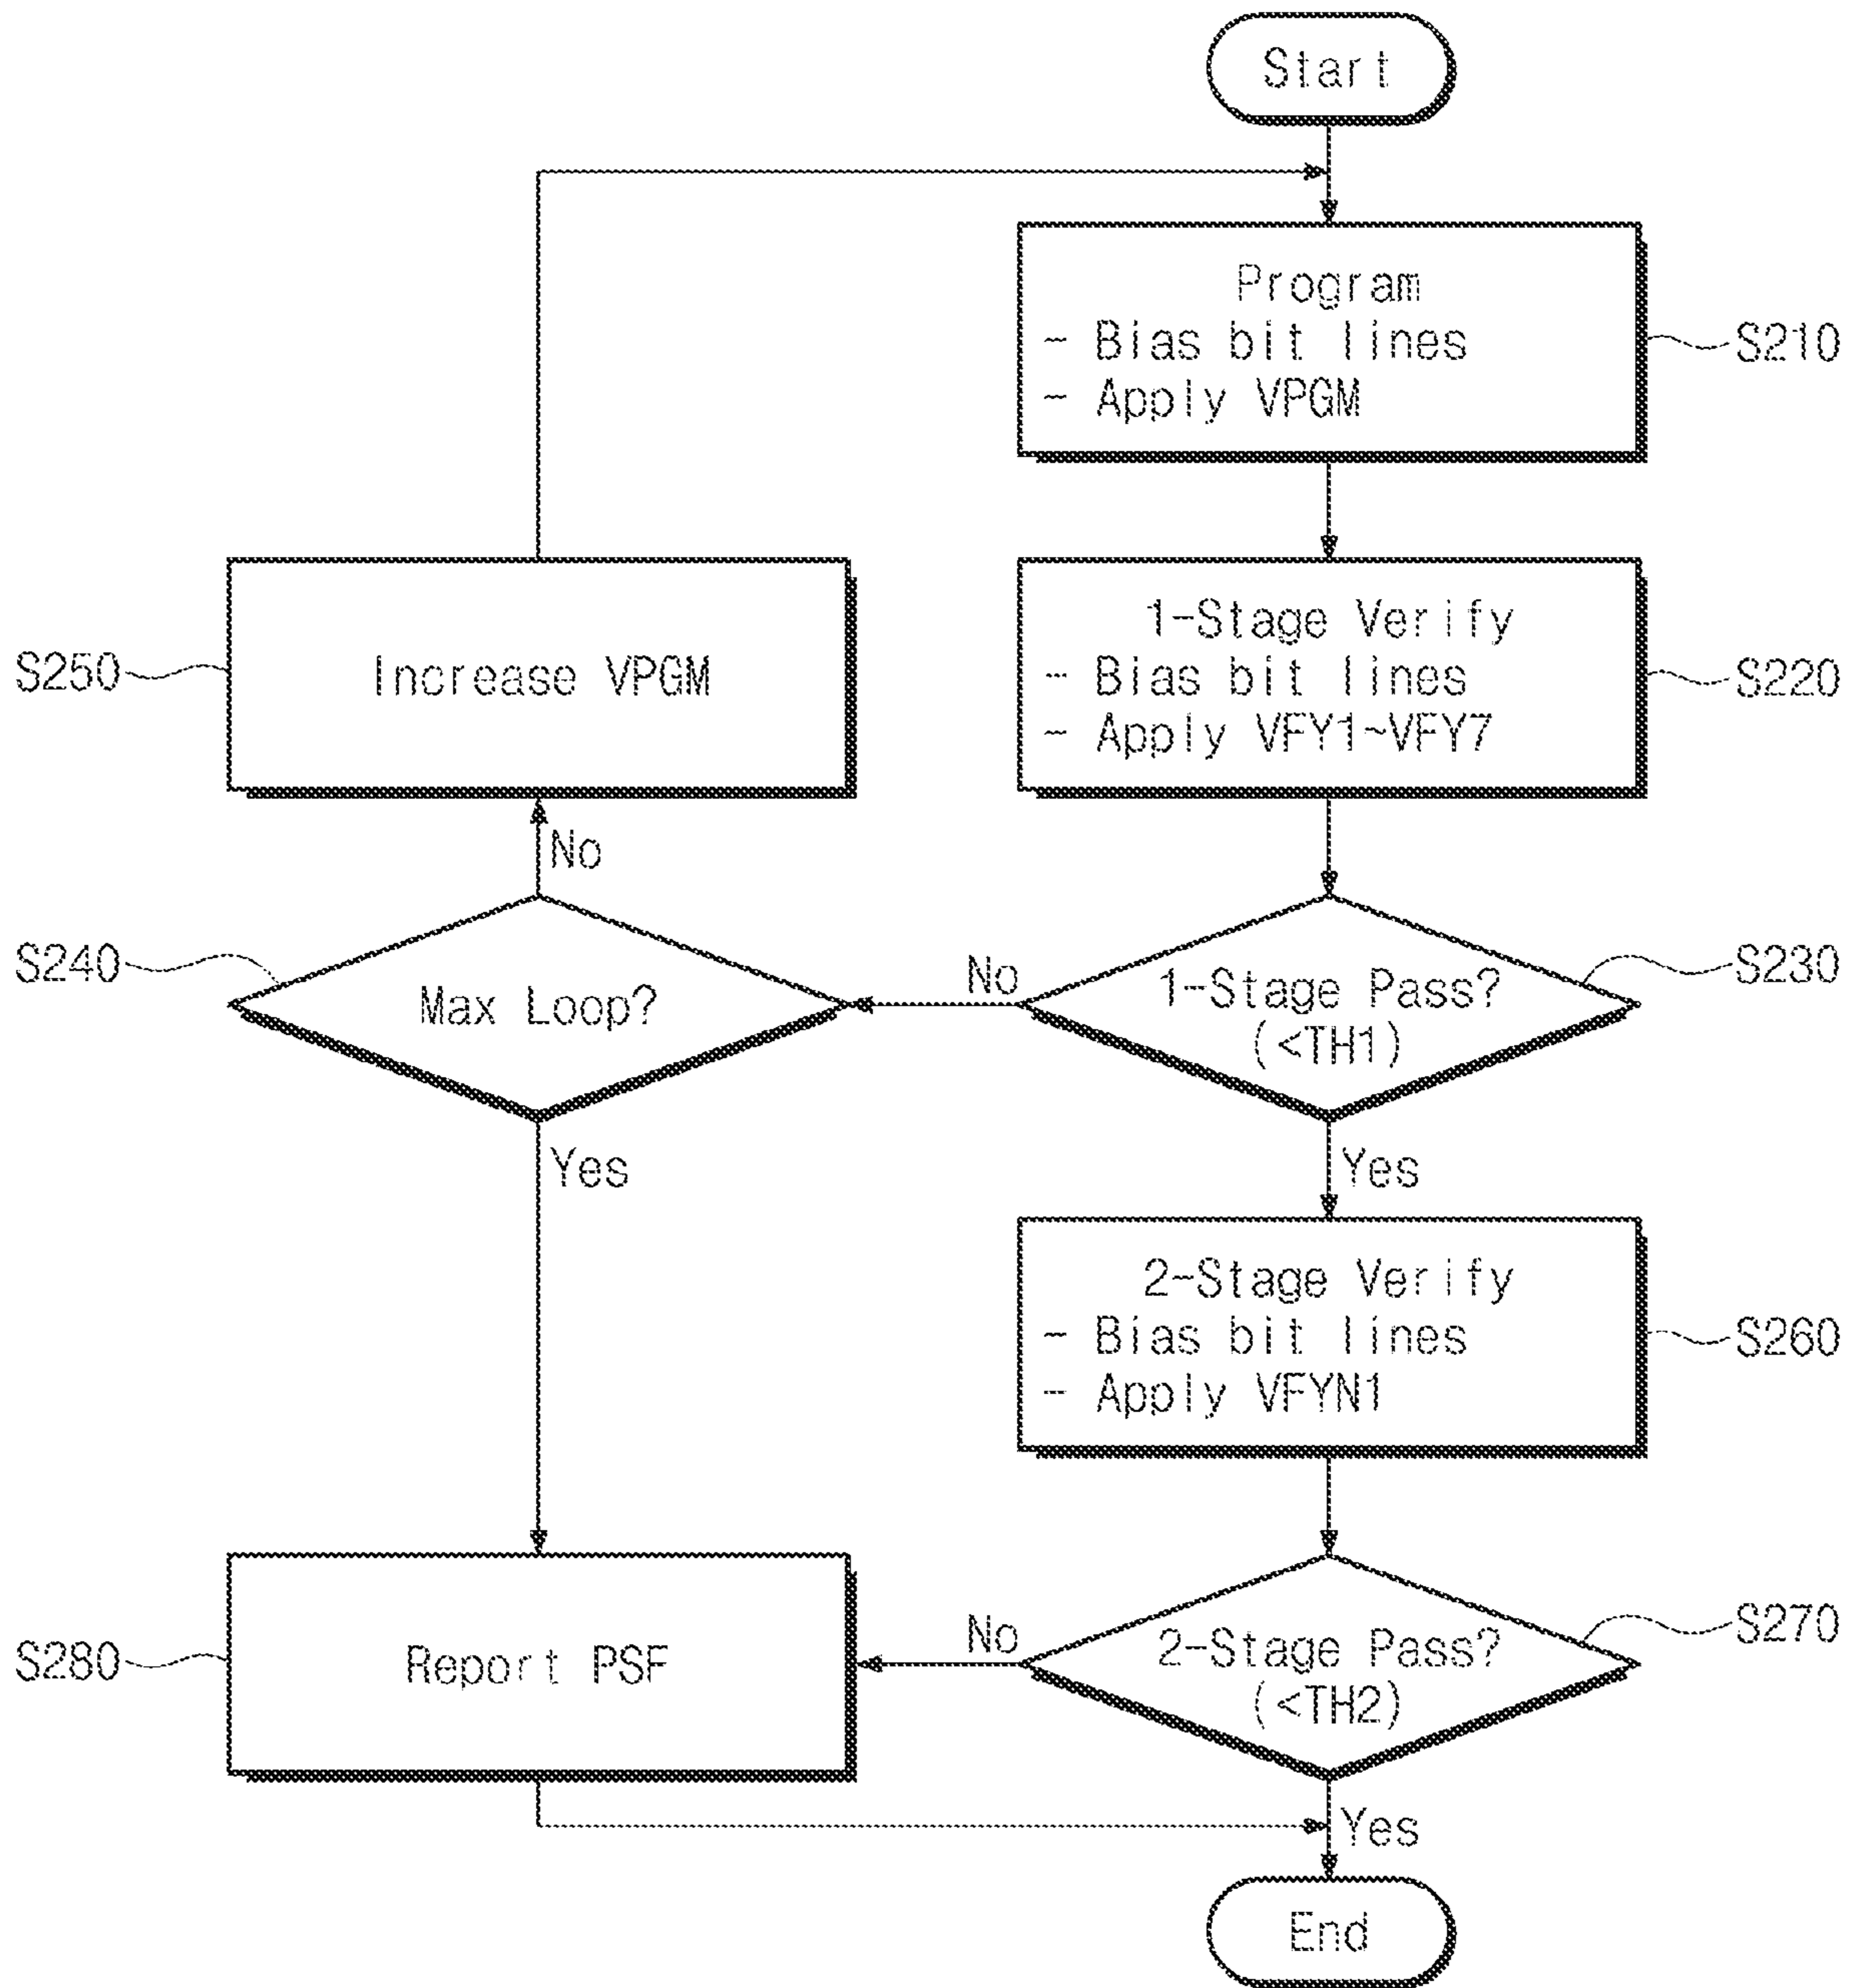 Start
Program
- Bias bit lines
- Apply VPGM
S210
1-Stage Verify
- Bias bit lines
- Apply VFY1~VFY7
S220
S250
Increase VPGM
No
S240
Max Loop?
No
1-Stage Pass?
(<TH1)
S230
Yes
Yes
2-Stage Verify
- Bias bit lines
- Apply VFYN1
S260
S280
Report PSF
No
2-Stage Pass?
(<TH2)
S270
Yes
End